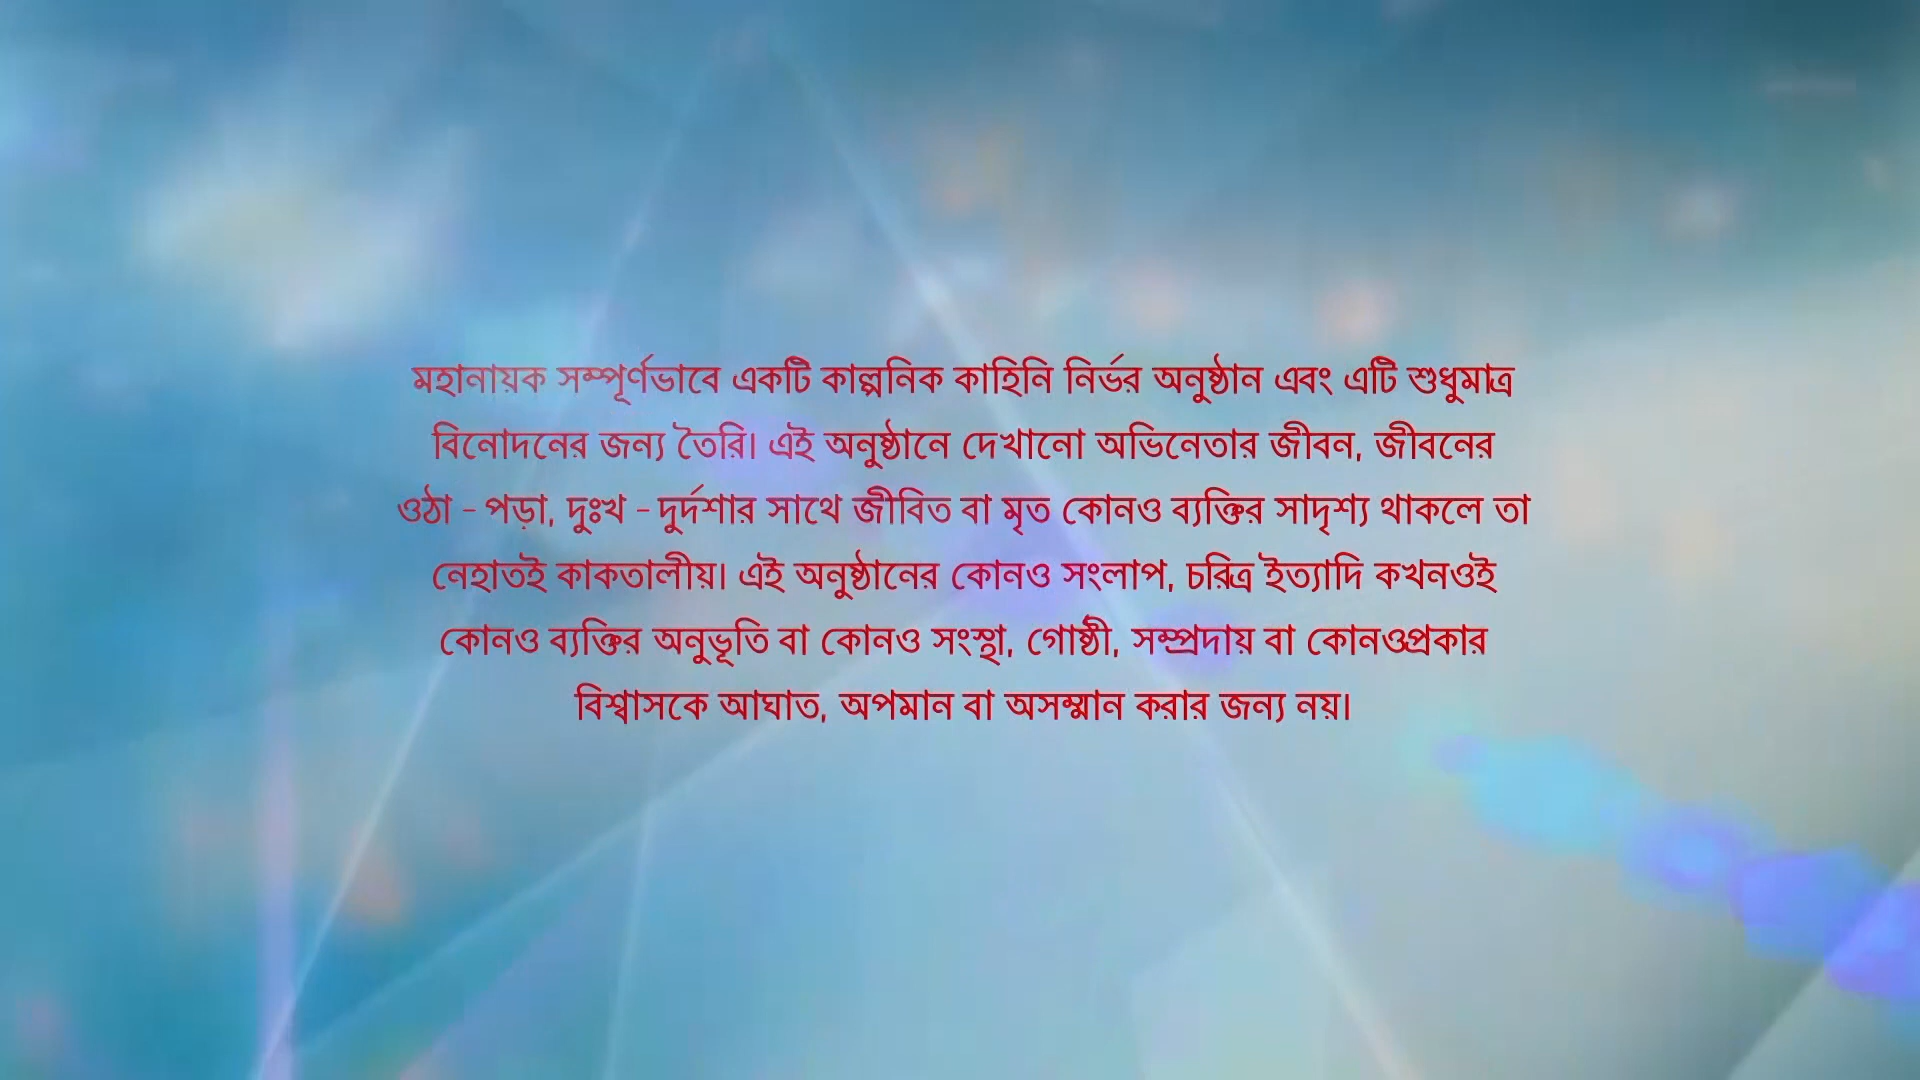 মহানায়ক সম্পূর্ণভাবে একটি কাল্পনিক কাহিনি নির্ভর অনুষ্ঠান এবং এটি শুধুমাত্র
বিনোদনের জন্য তৈরি। এই অনুষ্ঠানে দেখানো অভিনেতার জীবন, জীবনের
ওঠা - পড়া, দুঃখ - দুর্দশার সাথে জীবিত বা মৃত কোনও ব্যক্তির সাদৃশ্য থাকলে তা
নেহাতই কাকতালীয়। এই অনুষ্ঠানের কোনও সংলাপ, চরিত্র ইত্যাদি কখনওই
কোনও ব্যক্তির অনুভূতি বা কোনও সংস্থা, গোষ্ঠী, সম্প্রদায় বা কোনওপ্রকার
বিশ্বাসকে আঘাত, অপমান বা অসম্মান করার জন্য নয়।